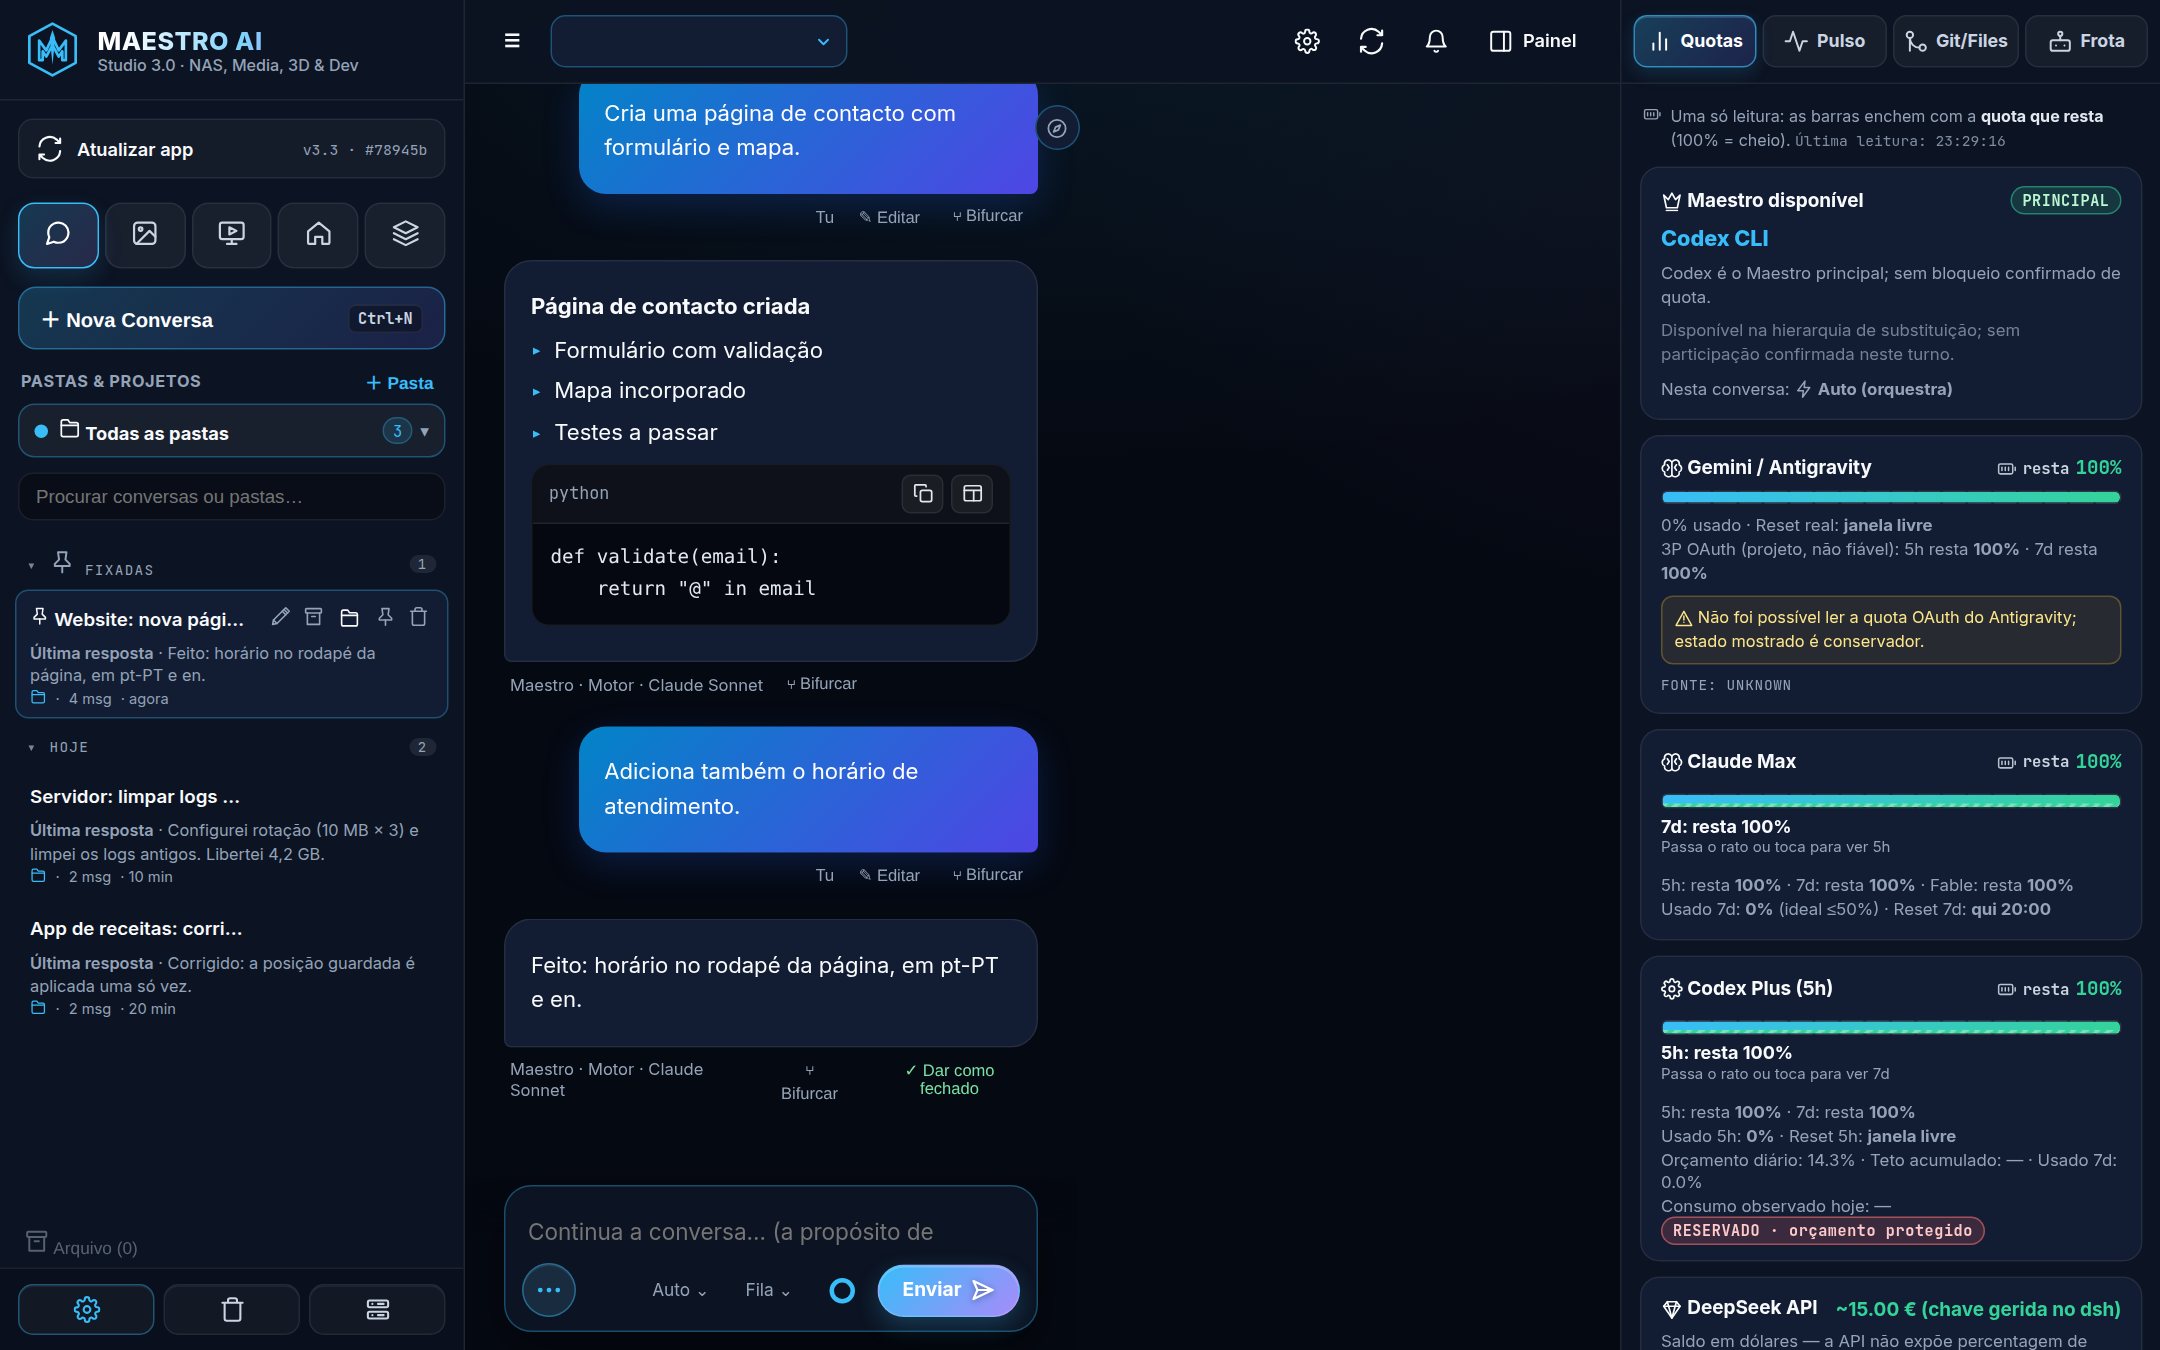 MAESTRO AI
Studio 3.0 · NAS, Media, 3D & Dev
Atualizar app
v3.3 · #78945b
+ Nova Conversa
Ctrl+N
PASTAS & PROJETOS
+ Pasta
Todas as pastas
3
Procurar conversas ou pastas…
FIXADAS
1
Website: nova pági…
Última resposta · Feito: horário no rodapé da
página, em pt-PT e en.
· 4 msg · agora
HOJE
2
Servidor: limpar logs …
Última resposta · Configurei rotação (10 MB × 3) e
limpei os logs antigos. Libertei 4,2 GB.
· 2 msg · 10 min
App de receitas: corri…
Última resposta · Corrigido: a posição guardada é
aplicada uma só vez.
· 2 msg · 20 min
Arquivo (0)
Painel
Cria uma página de contacto com
formulário e mapa.
Tu
✎ Editar
⑂ Bifurcar
Página de contacto criada
▸ Formulário com validação
▸ Mapa incorporado
▸ Testes a passar
python
def validate(email):
    return "@" in email
Maestro · Motor · Claude Sonnet
⑂ Bifurcar
Adiciona também o horário de
atendimento.
Tu
✎ Editar
⑂ Bifurcar
Feito: horário no rodapé da página, em pt-PT
e en.
Maestro · Motor · Claude
Sonnet
⑂
Bifurcar
✓ Dar como
fechado
Continua a conversa… (a propósito de
Auto
Fila
Enviar
Quotas
Pulso
Git/Files
Frota
Uma só leitura: as barras enchem com a quota que resta
(100% = cheio). Última leitura: 23:29:16
Maestro disponível
PRINCIPAL
Codex CLI
Codex é o Maestro principal; sem bloqueio confirmado de
quota.
Disponível na hierarquia de substituição; sem
participação confirmada neste turno.
Nesta conversa: Auto (orquestra)
Gemini / Antigravity
resta 100%
0% usado · Reset real: janela livre
3P OAuth (projeto, não fiável): 5h resta 100% · 7d resta
100%
Não foi possível ler a quota OAuth do Antigravity;
estado mostrado é conservador.
FONTE: UNKNOWN
Claude Max
resta 100%
7d: resta 100%
Passa o rato ou toca para ver 5h
5h: resta 100% · 7d: resta 100% · Fable: resta 100%
Usado 7d: 0% (ideal ≤50%) · Reset 7d: qui 20:00
Codex Plus (5h)
resta 100%
5h: resta 100%
Passa o rato ou toca para ver 7d
5h: resta 100% · 7d: resta 100%
Usado 5h: 0% · Reset 5h: janela livre
Orçamento diário: 14.3% · Teto acumulado: — · Usado 7d:
0.0%
Consumo observado hoje: —
RESERVADO · orçamento protegido
DeepSeek API
~15.00 € (chave gerida no dsh)
Saldo em dólares — a API não expõe percentagem de